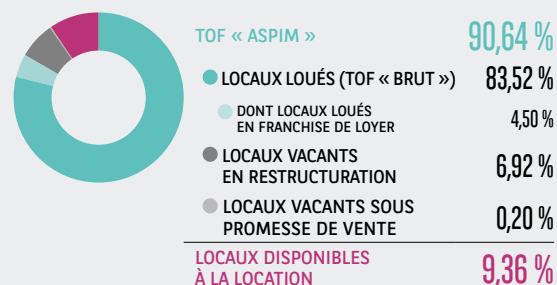 TOF « ASPIM » 90,64 %
LOCAUX LOUÉS (TOF « BRUT ») 83,52 %
DONT LOCAUX LOUÉS
EN FRANCHISE DE LOYER 4,50 %
LOCAUX VACANTS
EN RESTRUCTURATION 6,92 %
LOCAUX VACANTS SOUS
PROMESSE DE VENTE 0,20 %
LOCAUX DISPONIBLES
À LA LOCATION 9,36 %